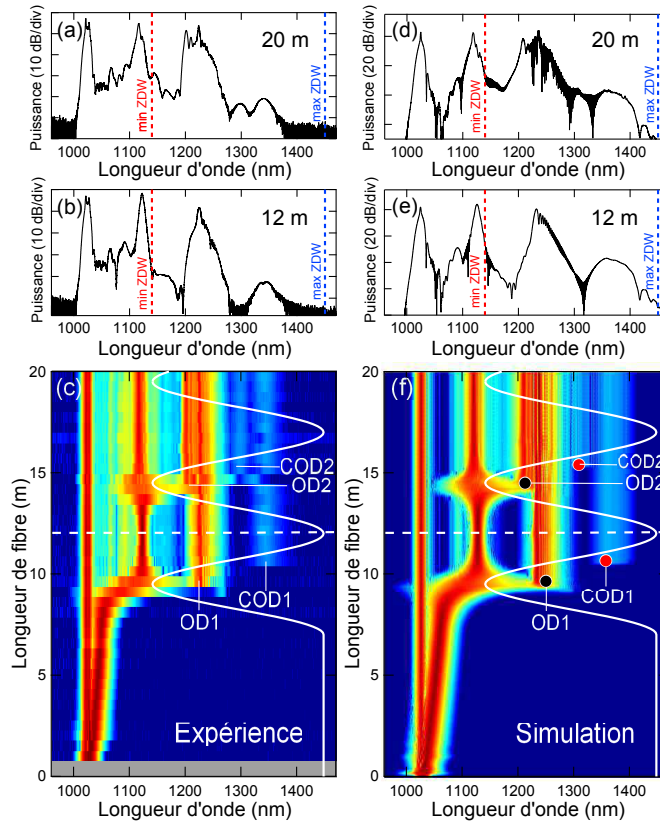 (a)
20 m
Puissance (10 dB/div)
min ZDW
max ZDW
1000 1100 1200 1300 1400
Longueur d'onde (nm)
(d)
20 m
Puissance (20 dB/div)
min ZDW
max ZDW
1000 1100 1200 1300 1400
Longueur d'onde (nm)
(b)
12 m
Puissance (10 dB/div)
min ZDW
max ZDW
1000 1100 1200 1300 1400
Longueur d'onde (nm)
(e)
12 m
Puissance (20 dB/div)
min ZDW
max ZDW
1000 1100 1200 1300 1400
Longueur d'onde (nm)
(c)
20
15
10
5
0
Longueur de fibre (m)
COD2
OD2
COD1
OD1
Expérience
1000 1100 1200 1300 1400
Longueur d'onde (nm)
(f)
20
15
10
5
0
Longueur de fibre (m)
COD2
OD2
COD1
OD1
Simulation
1000 1100 1200 1300 1400
Longueur d'onde (nm)